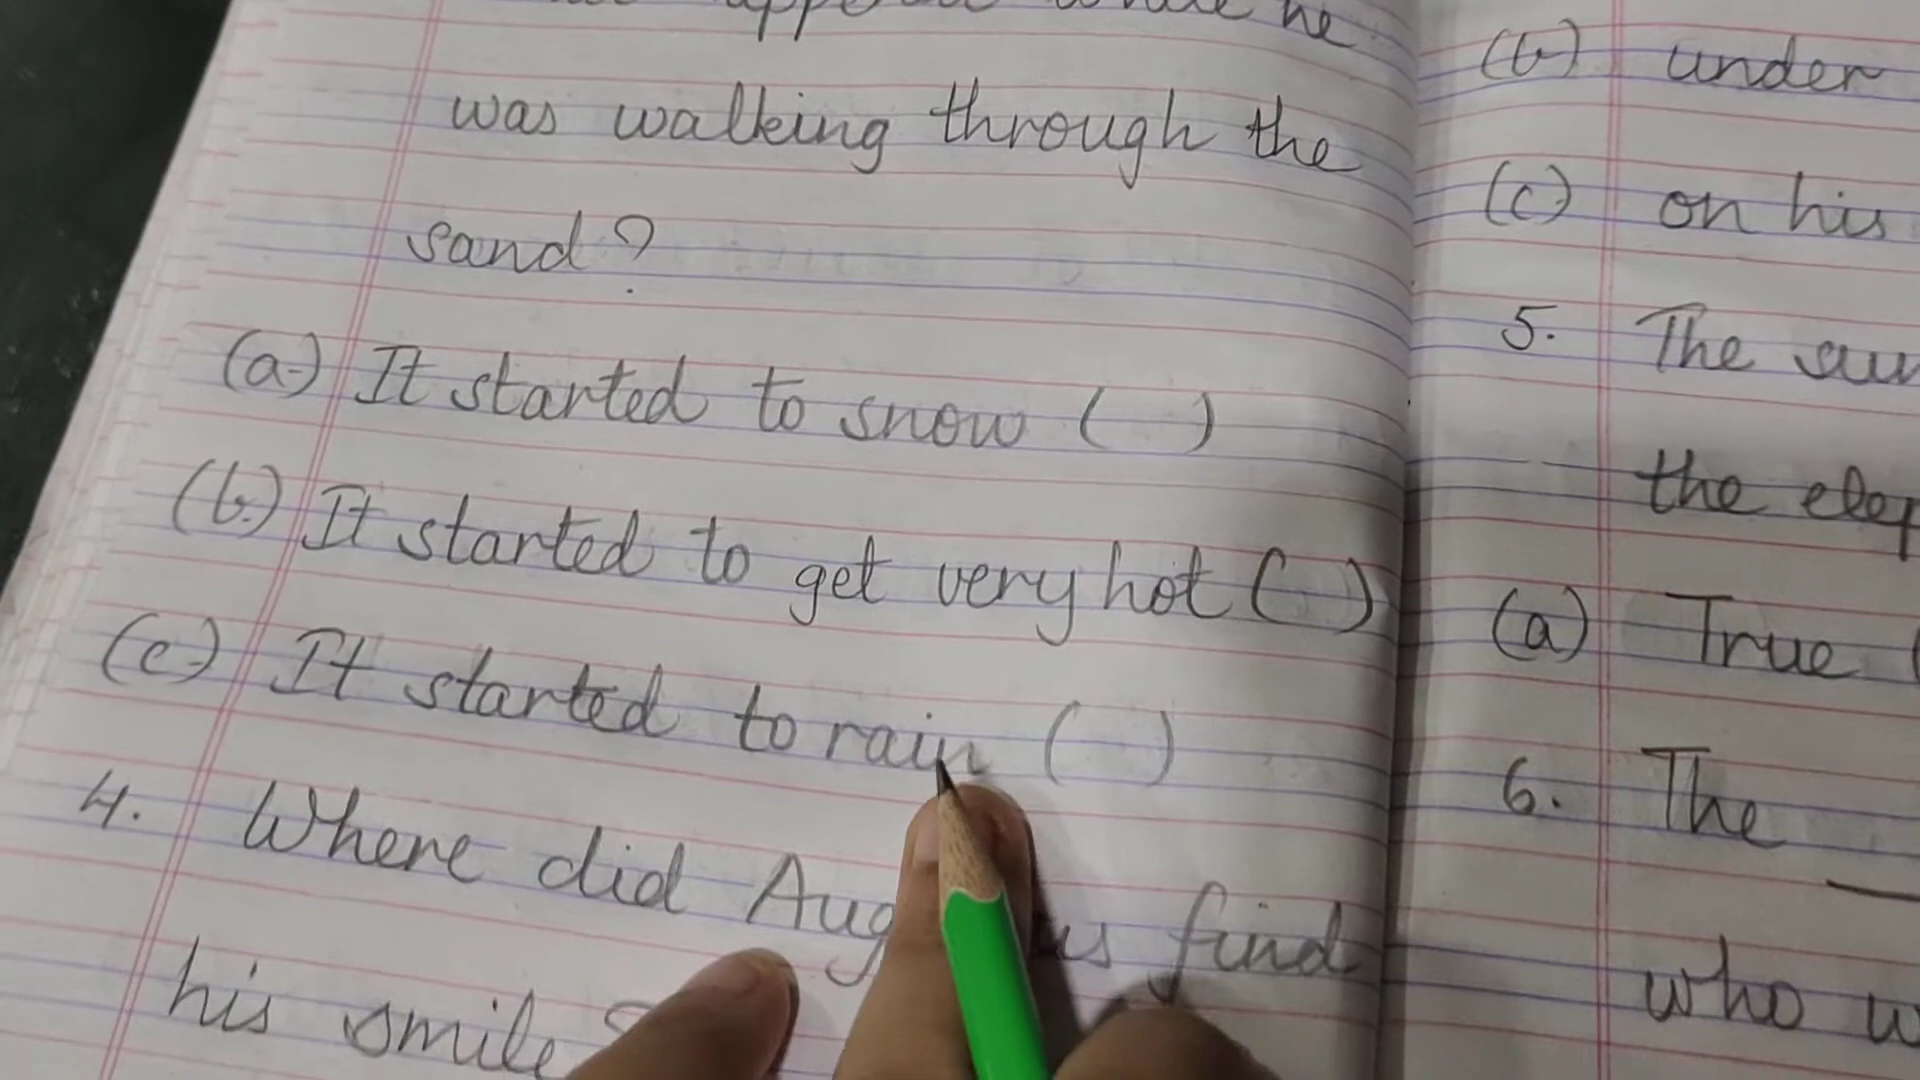 he
was walking through the
sand?
(a) It started to snow ( )
(b) It started to get very hot ( )
(c) It started to rain ( )
4. Where did find
his smile?
(b) under
(c) on his
5. The
the
(a) True (
6. The
who